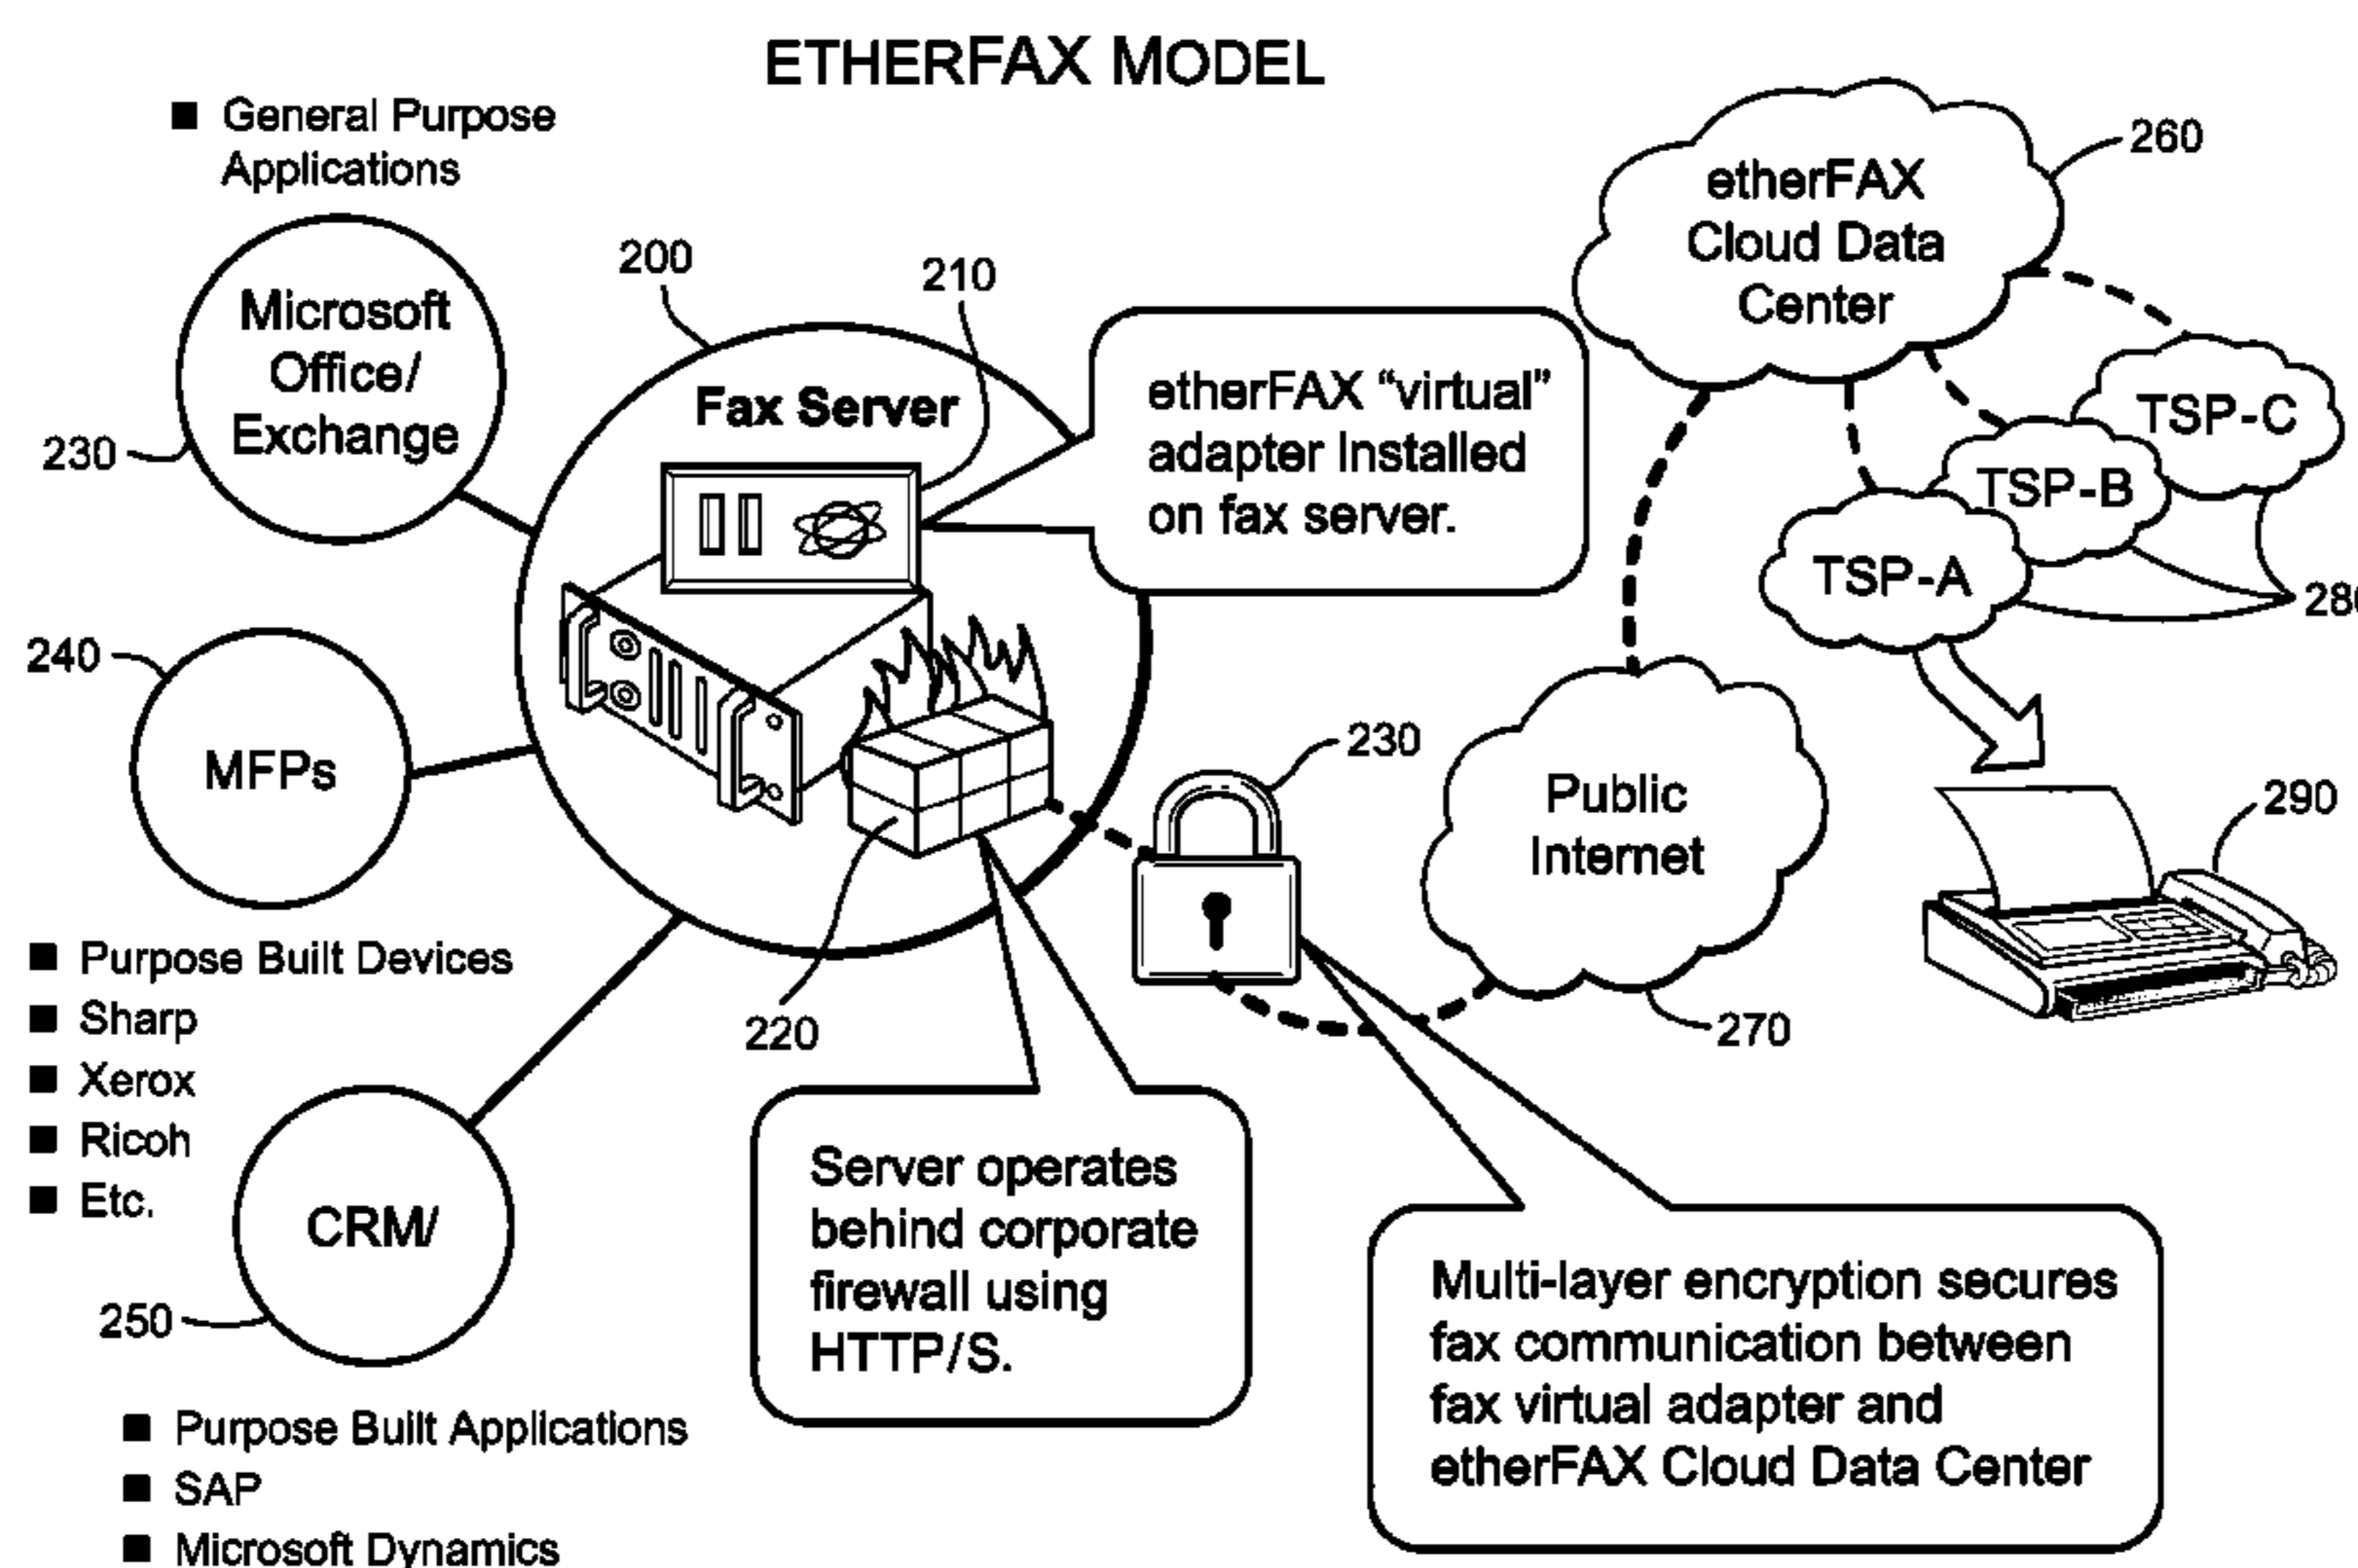 ETHERFAX MODEL
■ General Purpose
Applications
Microsoft
Office/
Exchange
230
200
210
Fax Server
etherFAX “virtual”
adapter Installed
on fax server.
etherFAX
Cloud Data
Center
260
TSP-C
TSP-B
TSP-A
280
240
MFPs
230
Public
Internet
270
290
220
■ Purpose Built Devices
■ Sharp
■ Xerox
■ Ricoh
■ Etc.
CRM/
250
Server operates
behind corporate
firewall using
HTTP/S.
Multi-layer encryption secures
fax communication between
fax virtual adapter and
etherFAX Cloud Data Center
■ Purpose Built Applications
■ SAP
■ Microsoft Dynamics